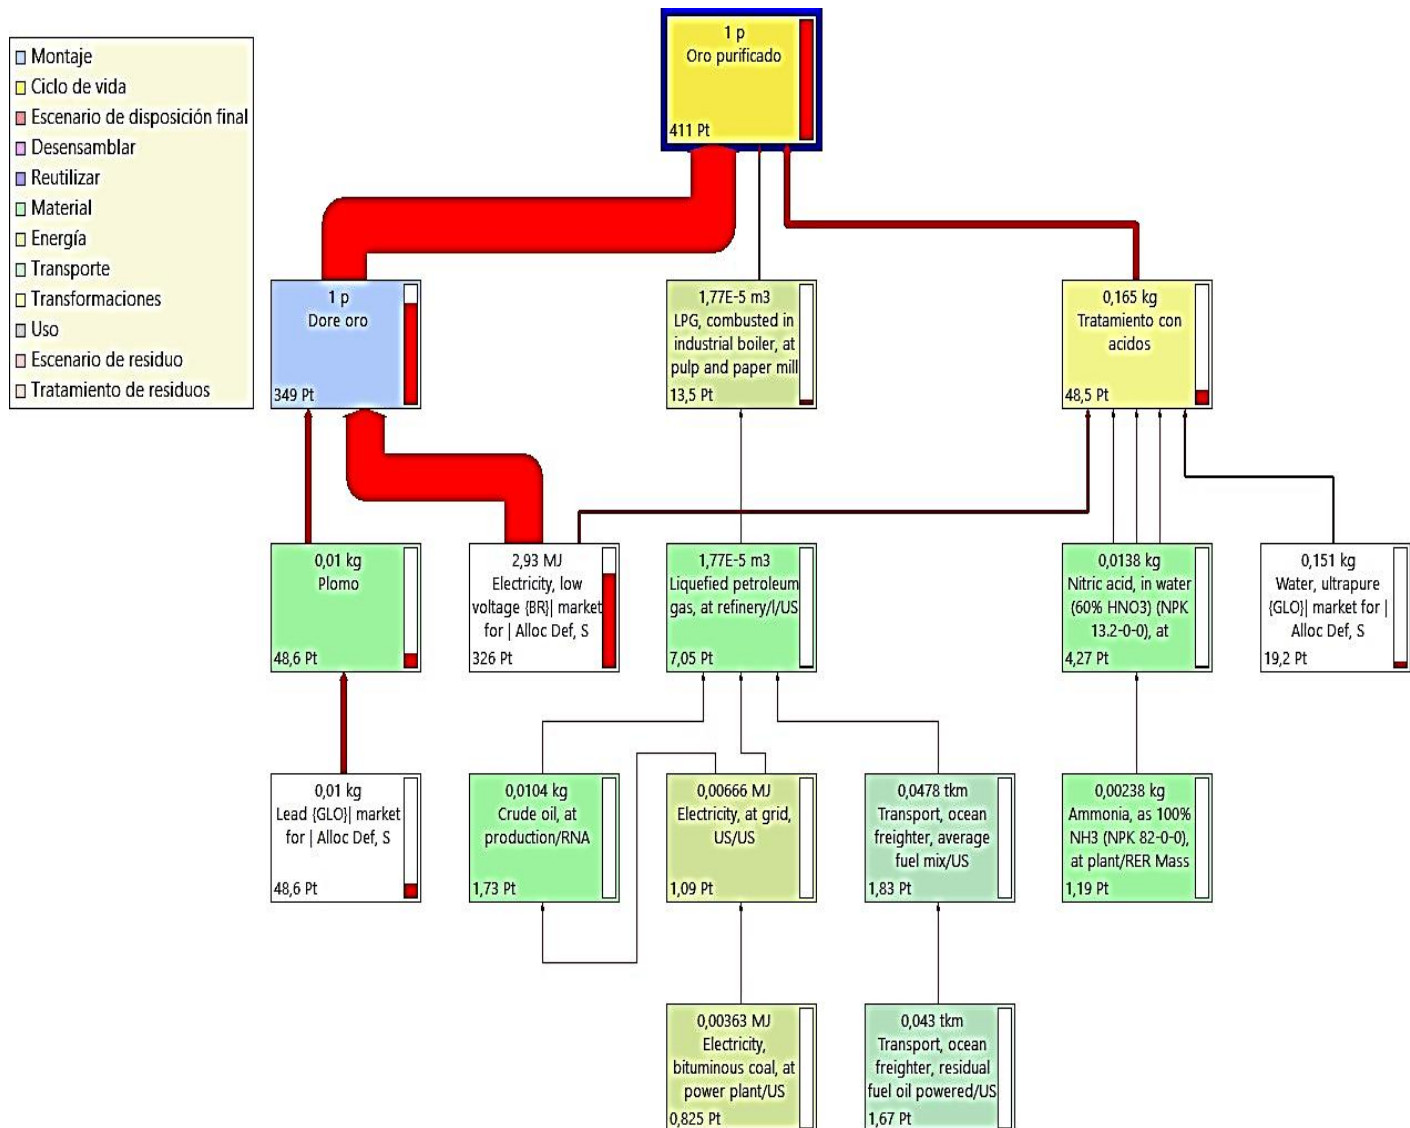 Montaje
Ciclo de vida
Escenario de disposición final
Desensamblar
Reutilizar
Material
Energía
Transporte
Transformaciones
Uso
Escenario de residuo
Tratamiento de residuos
1 p
Oro purificado
411 Pt
1 p
Dore oro
349 Pt
1,77E-5 m3
LPG, combusted in
industrial boiler, at
pulp and paper mill
13,5 Pt
0,165 kg
Tratamiento con
acidos
48,5 Pt
0,01 kg
Plomo
48,6 Pt
2,93 MJ
Electricity, low
voltage {BR}| market
for | Alloc Def, S
326 Pt
1,77E-5 m3
Liquefied petroleum
gas, at refinery/l/US
7,05 Pt
0,0138 kg
Nitric acid, in water
(60% HNO3) (NPK
13.2-0-0), at
4,27 Pt
0,151 kg
Water, ultrapure
{GLO}| market for |
Alloc Def, S
19,2 Pt
0,01 kg
Lead {GLO}| market
for | Alloc Def, S
48,6 Pt
0,0104 kg
Crude oil, at
production/RNA
1,73 Pt
0,00666 MJ
Electricity, at grid,
US/US
1,09 Pt
0,0478 tkm
Transport, ocean
freighter, average
fuel mix/US
1,83 Pt
0,00238 kg
Ammonia, as 100%
NH3 (NPK 82-0-0),
at plant/RER Mass
1,19 Pt
0,00363 MJ
Electricity,
bituminous coal, at
power plant/US
0,825 Pt
0,043 tkm
Transport, ocean
freighter, residual
fuel oil powered/US
1,67 Pt